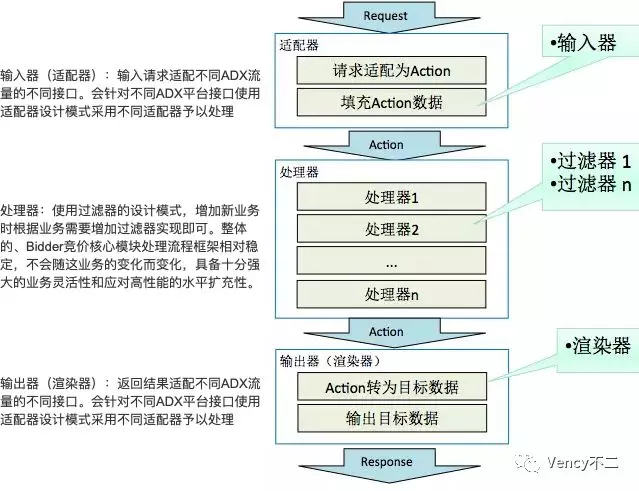 Request
适配器
•输入器
请求适配为Action
填充Action数据
输入器（适配器）：输入请求适配不同ADX流
量的不同接口。会针对不同ADX平台接口使用
适配器设计模式采用不同适配器予以处理
Action
处理器
•过滤器 1
•过滤器 n
处理器1
处理器2
...
处理器n
处理器：使用过滤器的设计模式，增加新业务
时根据业务需要增加过滤器实现即可。整体
的、Bidder竞价核心模块处理流程框架相对稳
定，不会随这业务的变化而变化，具备十分强
大的业务灵活性和应对高性能的水平扩充性。
Action
输出器（渲染器）
•渲染器
Action转为目标数据
输出目标数据
输出器（渲染器）：返回结果适配不同ADX流
量的不同接口。会针对不同ADX平台接口使用
适配器设计模式采用不同适配器予以处理
Response
Vency不二